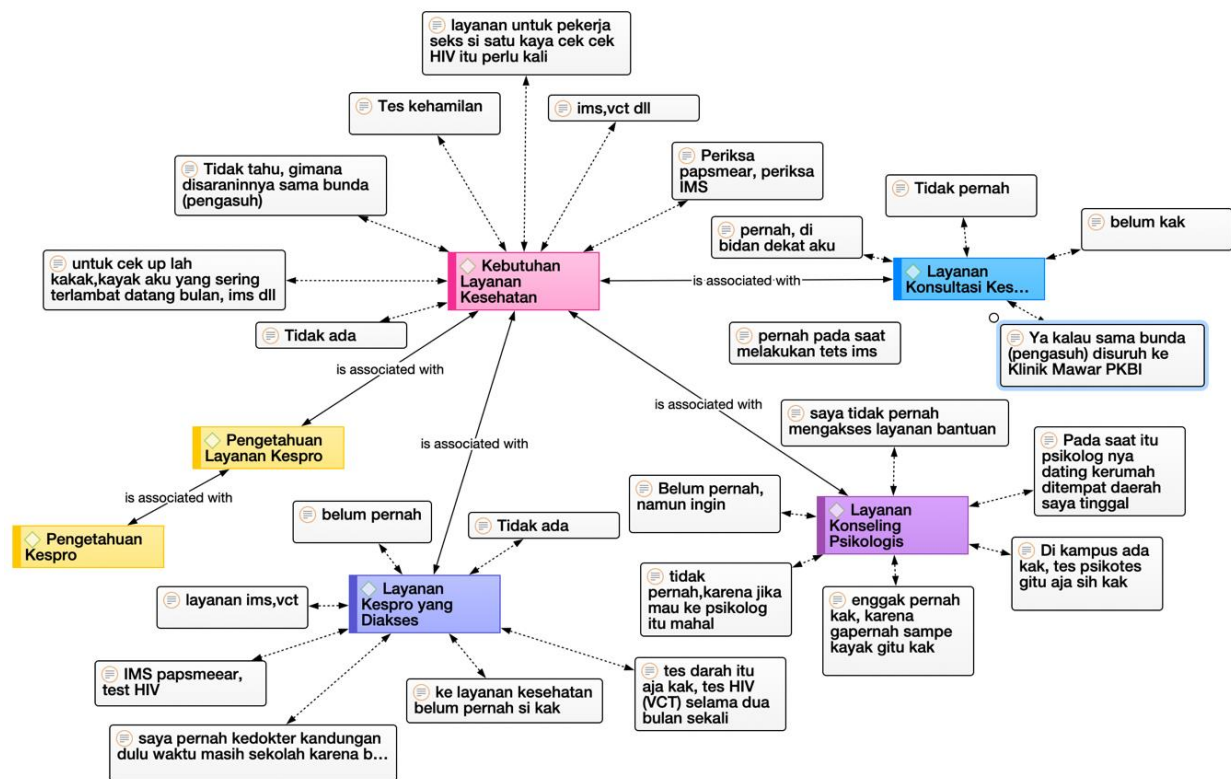 layanan untuk pekerja
seks si satu kaya cek cek
HIV itu perlu kali
Tes kehamilan
ims,vct dll
Tidak tahu, gimana
disaraninnya sama bunda
(pengasuh)
Periksa
papsmear, periksa
IMS
Tidak pernah
pernah, di
bidan dekat aku
belum kak
untuk cek up lah
kakak,kayak aku yang sering
terlambat datang bulan, ims dll
Kebutuhan
Layanan
Kesehatan
is associated with
Layanan
Konsultasi Kes...
Tidak ada
pernah pada saat
melakukan tets ims
Ya kalau sama bunda
(pengasuh) disuruh ke
Klinik Mawar PKBI
is associated with
is associated with
is associated with
saya tidak pernah
mengakses layanan bantuan
Pengetahuan
Layanan Kespro
Pada saat itu
psikolog nya
dating kerumah
ditempat daerah
saya tinggal
is associated with
Belum pernah,
namun ingin
belum pernah
Tidak ada
Layanan
Konseling
Psikologis
Pengetahuan
Kespro
Di kampus ada
kak, tes psikotes
gitu aja sih kak
tidak
pernah,karena jika
mau ke psikolog
itu mahal
enggak pernah
kak, karena
gapernah sampe
kayak gitu kak
layanan ims,vct
Layanan
Kespro yang
Diakses
IMS papsmeear,
test HIV
ke layanan kesehatan
belum pernah si kak
tes darah itu
aja kak, tes HIV
(VCT) selama dua
bulan sekali
saya pernah kedokter kandungan
dulu waktu masih sekolah karena b...